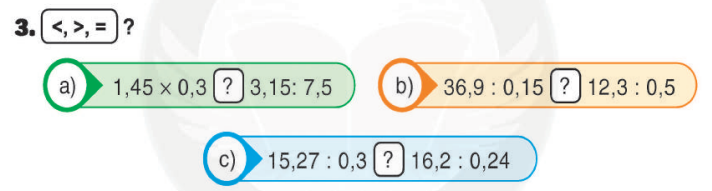 3. <, >, = ?
a) 1,45 × 0,3 ? 3,15: 7,5
b) 36,9 : 0,15 ? 12,3 : 0,5
c) 15,27 : 0,3 ? 16,2 : 0,24